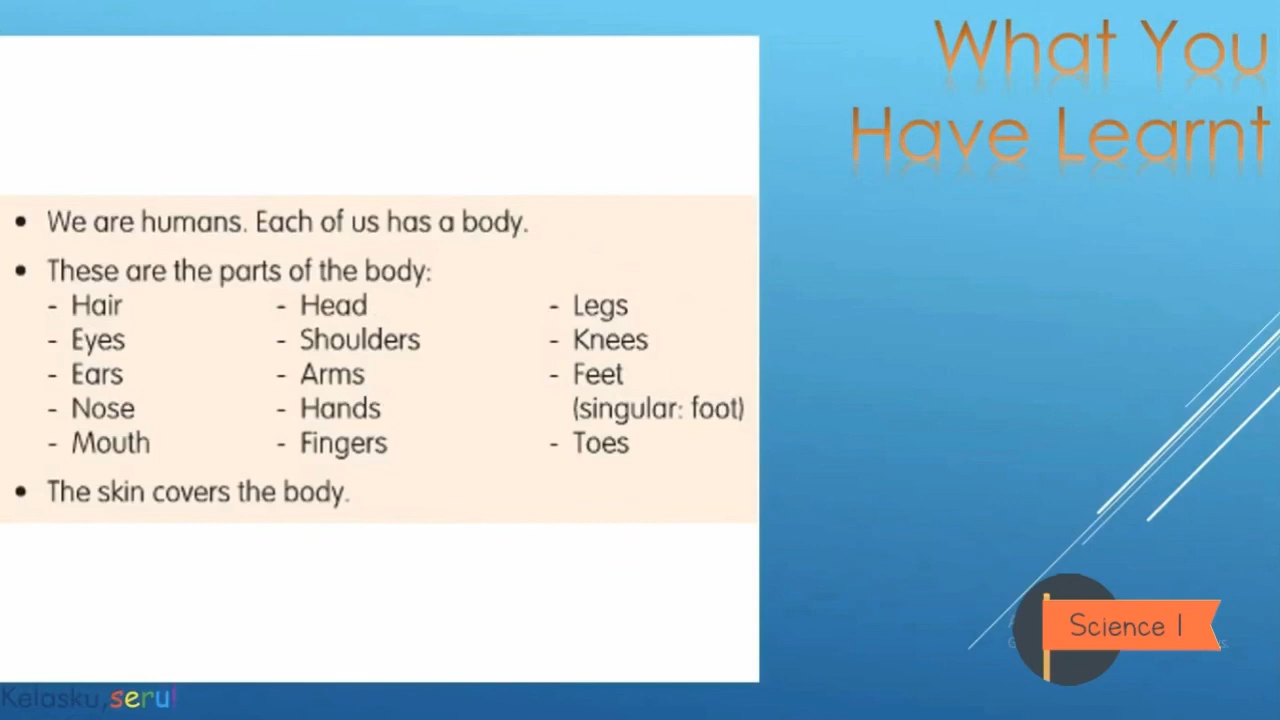 What You
Have Learnt
• We are humans. Each of us has a body.
• These are the parts of the body:
- Hair - Head - Legs
- Eyes - Shoulders - Knees
- Ears - Arms - Feet
- Nose - Hands (singular: foot)
- Mouth - Fingers - Toes
• The skin covers the body.
Science 1
Kelasku,seru!